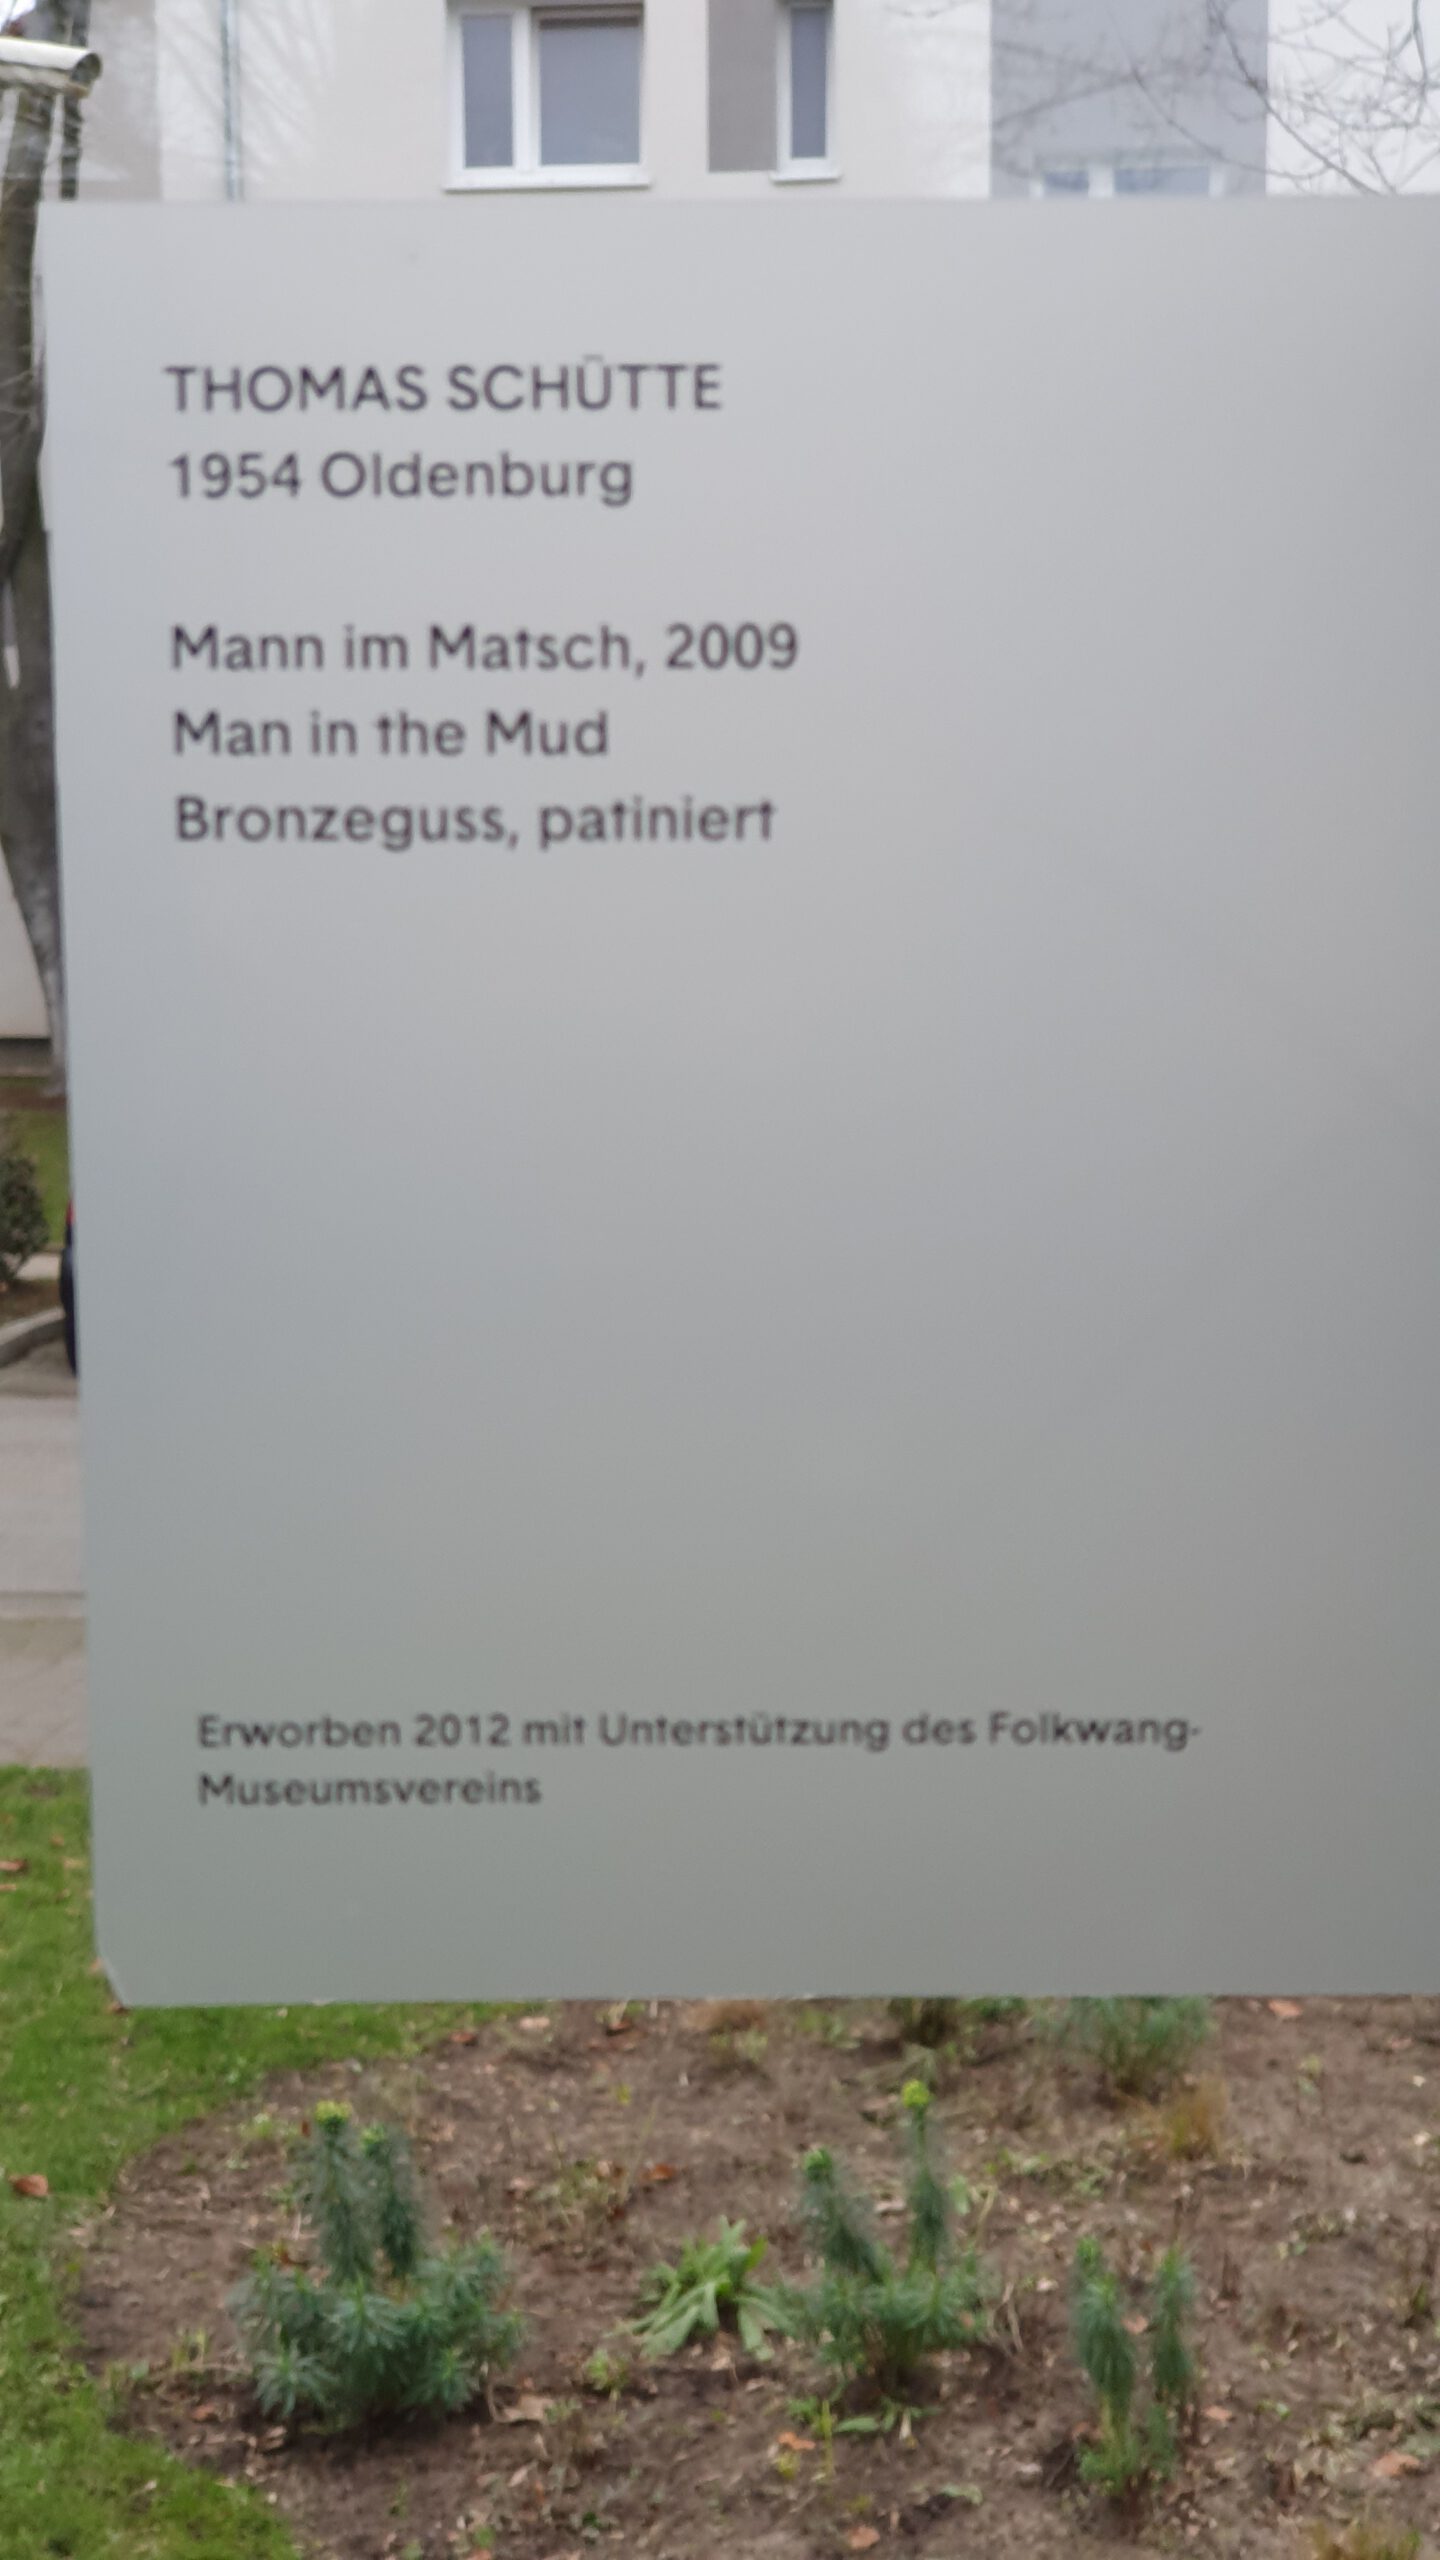 THOMAS SCHÜTTE
1954 Oldenburg
Mann im Matsch, 2009
Man in the Mud
Bronzeguss, patiniert
Erworben 2012 mit Unterstützung des Folkwang-
Museumsvereins